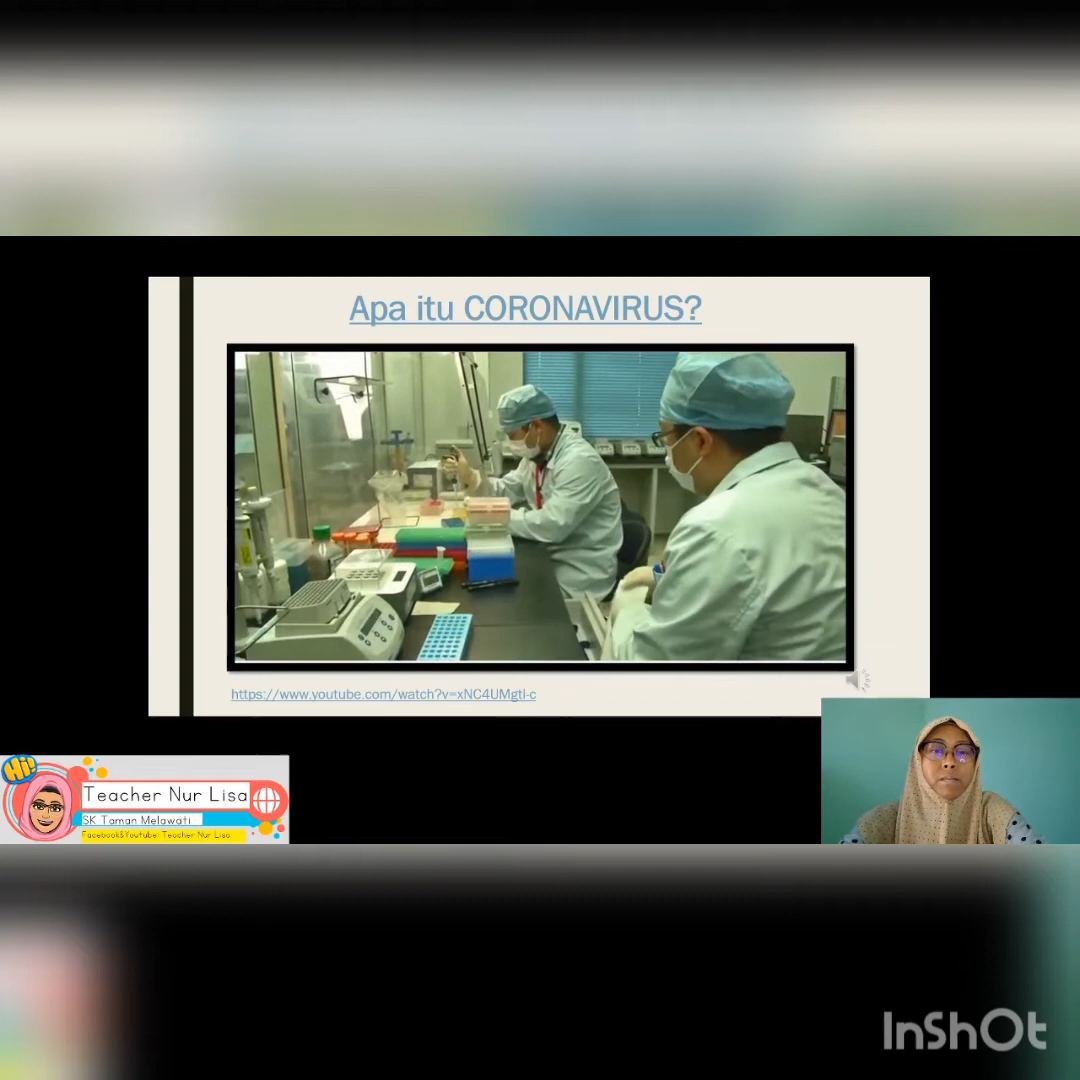 Apa itu CORONAVIRUS?
https://www.youtube.com/watch?v=xNC4UMgtI-c
Hi!
Teacher Nur Lisa
SK Taman Melawati
Facebook&Youtube: Teacher Nur Lisa
InShOt